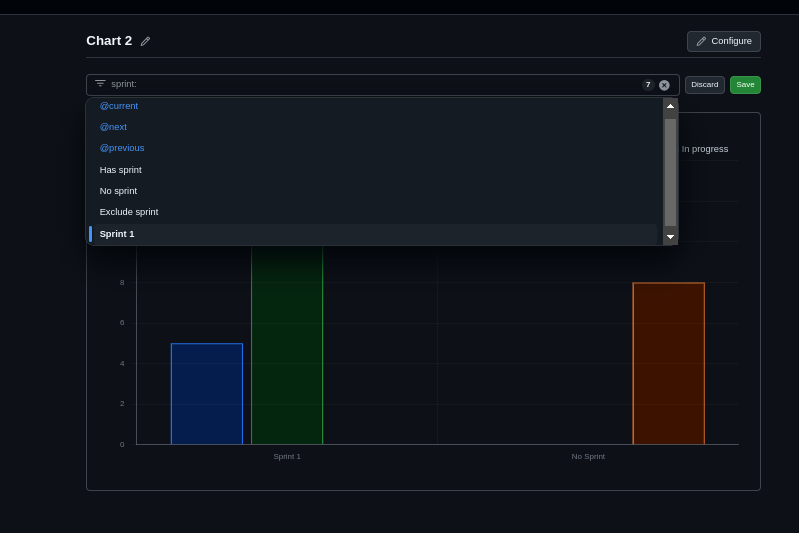 Chart 2
Configure
sprint:
7
Discard
Save
@current
@next
@previous
Has sprint
No sprint
Exclude sprint
Sprint 1
In progress
8
6
4
2
0
Sprint 1
No Sprint